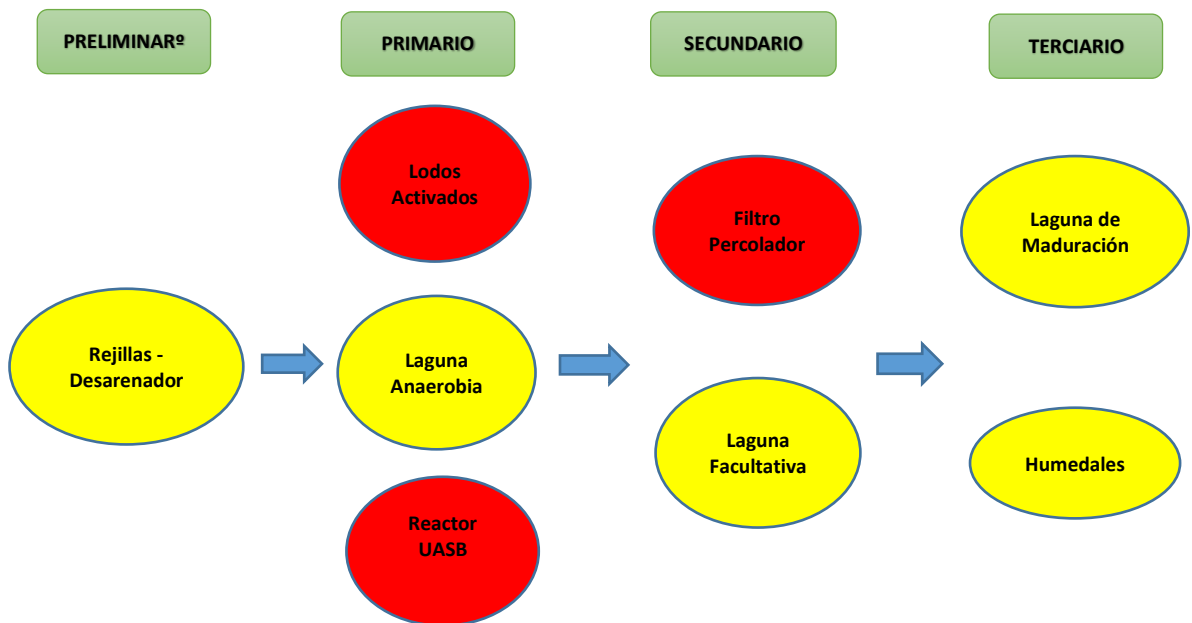 PRELIMINARº
PRIMARIO
SECUNDARIO
TERCIARIO
Lodos
Activados
Filtro
Percolador
Laguna de
Maduración
Rejillas -
Desarenador
Laguna
Anaerobia
Laguna
Facultativa
Humedales
Reactor
UASB